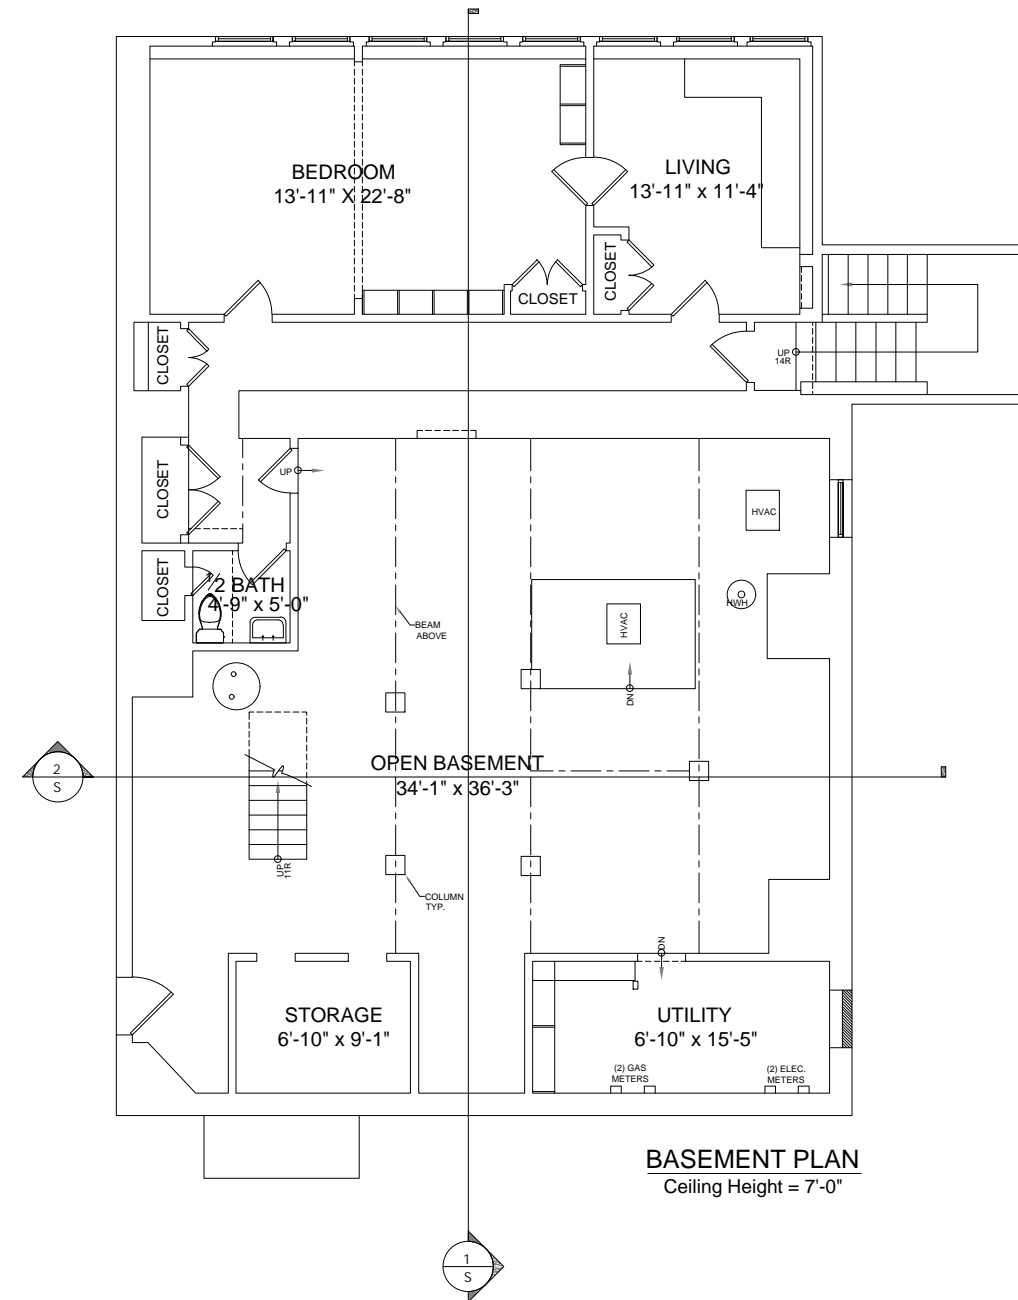 BEDROOM
13'-11" X 22'-8"
LIVING
13'-11" x 11'-4"
CLOSET
CLOSET
CLOSET
UP
14R
CLOSET
UP
HVAC
CLOSET
1/2 BATH
4'-9" x 5'-0"
HWH
HVAC
BEAM
ABOVE
DN
2
S
OPEN BASEMENT
34'-1" x 36'-3"
UP
11R
COLUMN
TYP.
DN
STORAGE
6'-10" x 9'-1"
UTILITY
6'-10" x 15'-5"
(2) GAS
METERS
(2) ELEC.
METERS
BASEMENT PLAN
Ceiling Height = 7'-0"
1
S